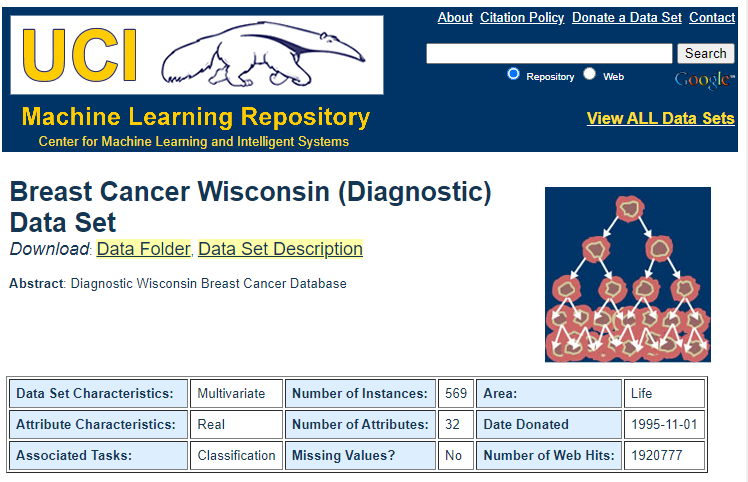 About Citation Policy Donate a Data Set Contact
UCI
Search
Repository Web Google™
Machine Learning Repository
View ALL Data Sets
Center for Machine Learning and Intelligent Systems
Breast Cancer Wisconsin (Diagnostic)
Data Set
Download: Data Folder, Data Set Description
Abstract: Diagnostic Wisconsin Breast Cancer Database
Data Set Characteristics: Multivariate Number of Instances: 569 Area: Life
Attribute Characteristics: Real Number of Attributes: 32 Date Donated 1995-11-01
Associated Tasks: Classification Missing Values? No Number of Web Hits: 1920777